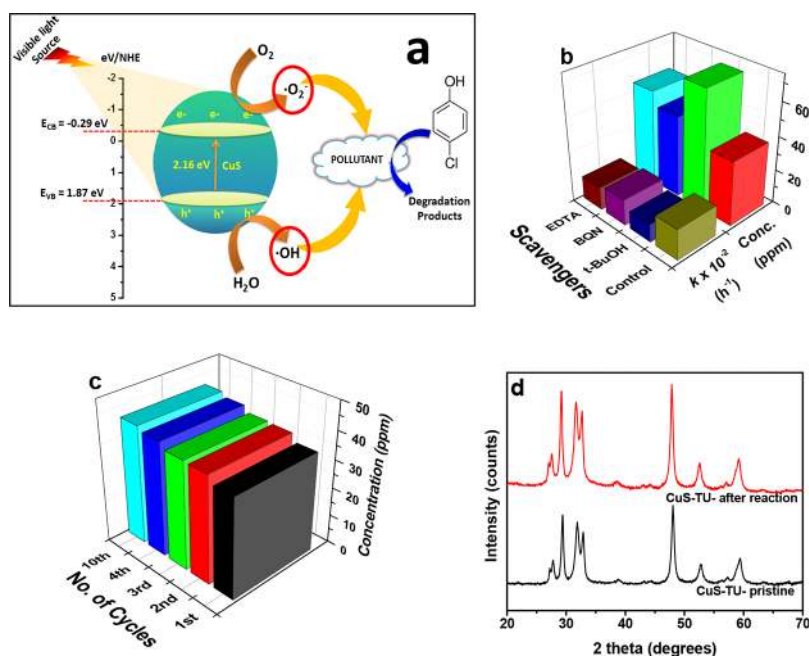 a
Visible light
Source
eV/NHE
-2
-1
0
1
2
3
4
5
E_CB = -0.29 eV
E_VB = 1.87 eV
e- e- e-
2.16 eV CuS
h⁺ h⁺ h⁺
O₂
·O₂⁻
·OH
H₂O
POLLUTANT
OH
Cl
Degradation
Products
b
60
40
20
0
Conc.
(ppm)
k x 10⁻²
(h⁻¹)
EDTA
BQN
t-BuOH
Control
Scavengers
c
50
40
30
20
10
0
Concentration (ppm)
10th
4th
3rd
2nd
1st
No. of Cycles
d
Intensity (counts)
CuS-TU- after reaction
CuS-TU- pristine
20 30 40 50 60 70
2 theta (degrees)